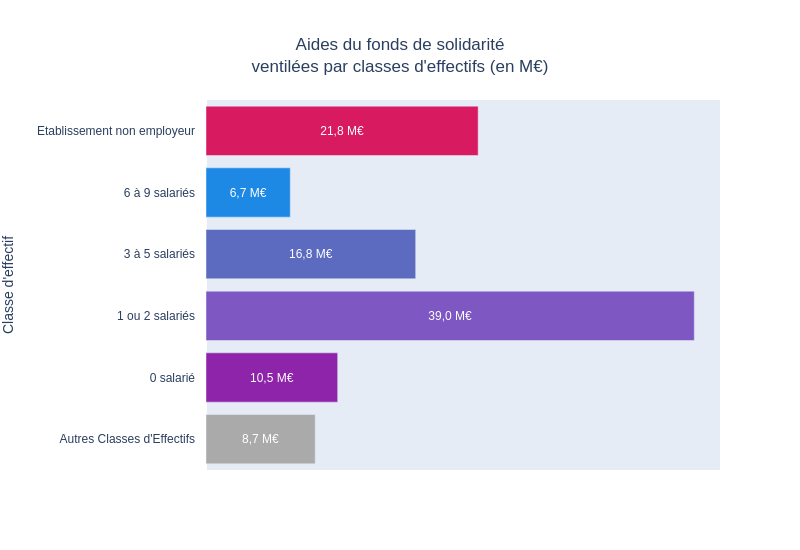 Aides du fonds de solidarité
ventilées par classes d'effectifs (en M€)
Classe d'effectif
Etablissement non employeur
21,8 M€
6 à 9 salariés
6,7 M€
3 à 5 salariés
16,8 M€
1 ou 2 salariés
39,0 M€
0 salarié
10,5 M€
Autres Classes d'Effectifs
8,7 M€